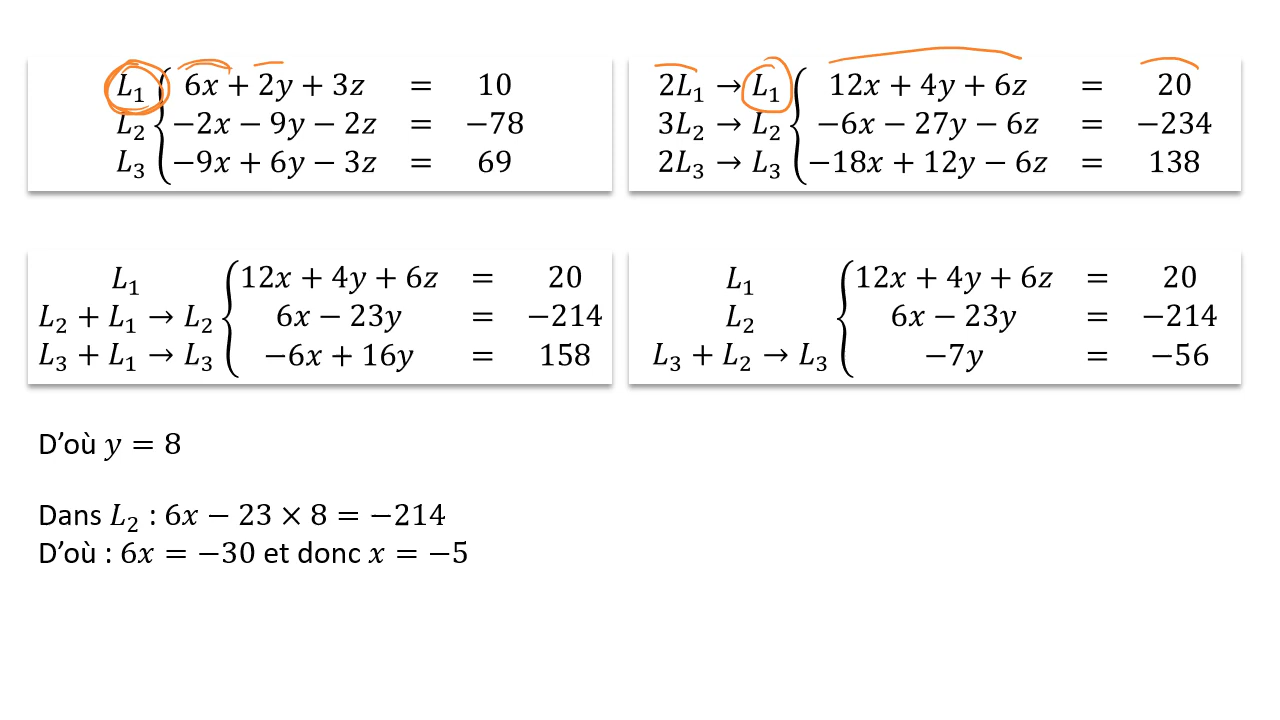 L₁ 6x + 2y + 3z = 10
L₂ −2x − 9y − 2z = −78
L₃ −9x + 6y − 3z = 69
2L₁ → L₁ 12x + 4y + 6z = 20
3L₂ → L₂ −6x − 27y − 6z = −234
2L₃ → L₃ −18x + 12y − 6z = 138
L₁ 12x + 4y + 6z = 20
L₂ + L₁ → L₂ 6x − 23y = −214
L₃ + L₁ → L₃ −6x + 16y = 158
L₁ 12x + 4y + 6z = 20
L₂ 6x − 23y = −214
L₃ + L₂ → L₃ −7y = −56
D’où y = 8
Dans L₂ : 6x − 23 × 8 = −214
D’où : 6x = −30 et donc x = −5